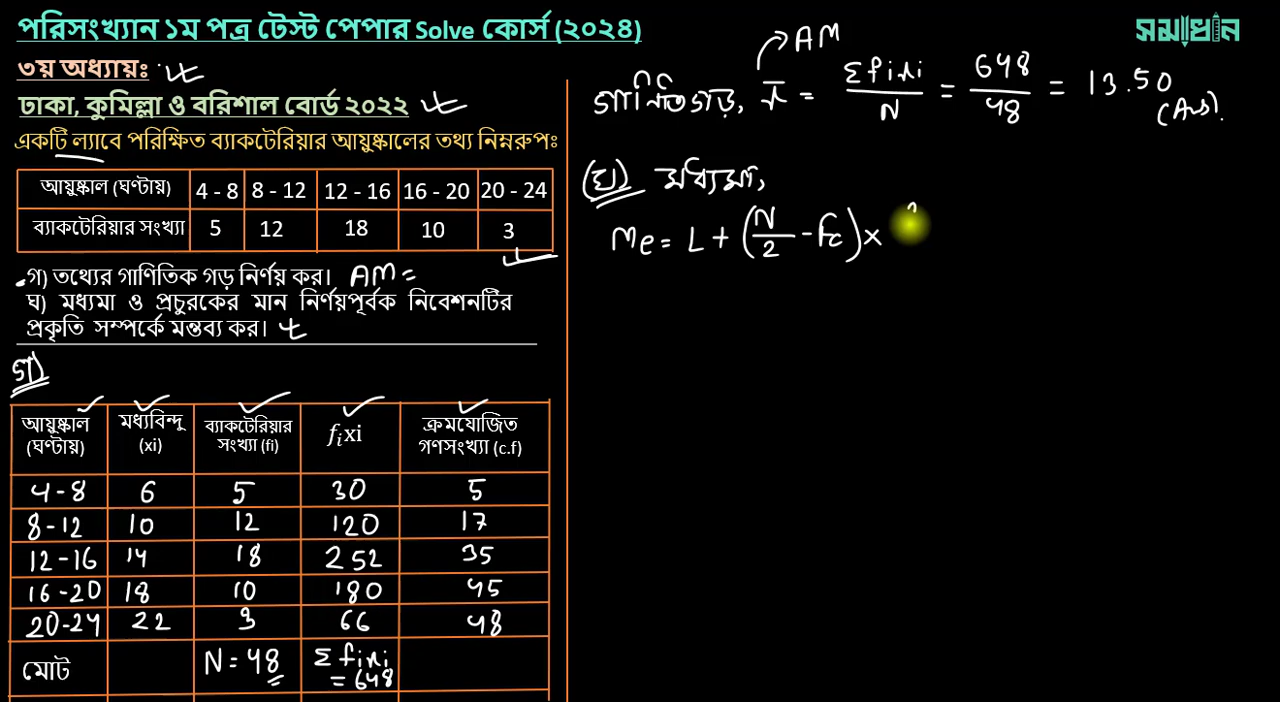 পরিসংখ্যান ১ম পত্র টেস্ট পেপার Solve কোর্স (২০২৪)
সমাধান
৩য় অধ্যায়ঃ
ঢাকা, কুমিল্লা ও বরিশাল বোর্ড ২০২২
একটি ল্যাবে পরিক্ষিত ব্যাকটেরিয়ার আয়ুষ্কালের তথ্য নিম্নরুপঃ
আয়ুষ্কাল (ঘণ্টায়) 4 - 8 8 - 12 12 - 16 16 - 20 20 - 24
ব্যাকটেরিয়ার সংখ্যা 5 12 18 10 3
গ) তথ্যের গাণিতিক গড় নির্ণয় কর। AM =
ঘ) মধ্যমা ও প্রচুরকের মান নির্ণয়পূর্বক নিবেশনটির
প্রকৃতি সম্পর্কে মন্তব্য কর।
গ)
আয়ুষ্কাল (ঘণ্টায়) মধ্যবিন্দু (xi) ব্যাকটেরিয়ার সংখ্যা (fi) fixi ক্রমযোজিত গণসংখ্যা (c.f)
4-8 6 5 30 5
8-12 10 12 120 17
12-16 14 18 252 35
16-20 18 10 180 45
20-24 22 3 66 48
মোট N = 48 Σfixi = 648
AM
গাণিতিক গড়, x̄ = Σfixi / N = 648 / 48 = 13.50 (Ans).
(ঘ) মধ্যমা,
Me = L + (N/2 - fc) ×